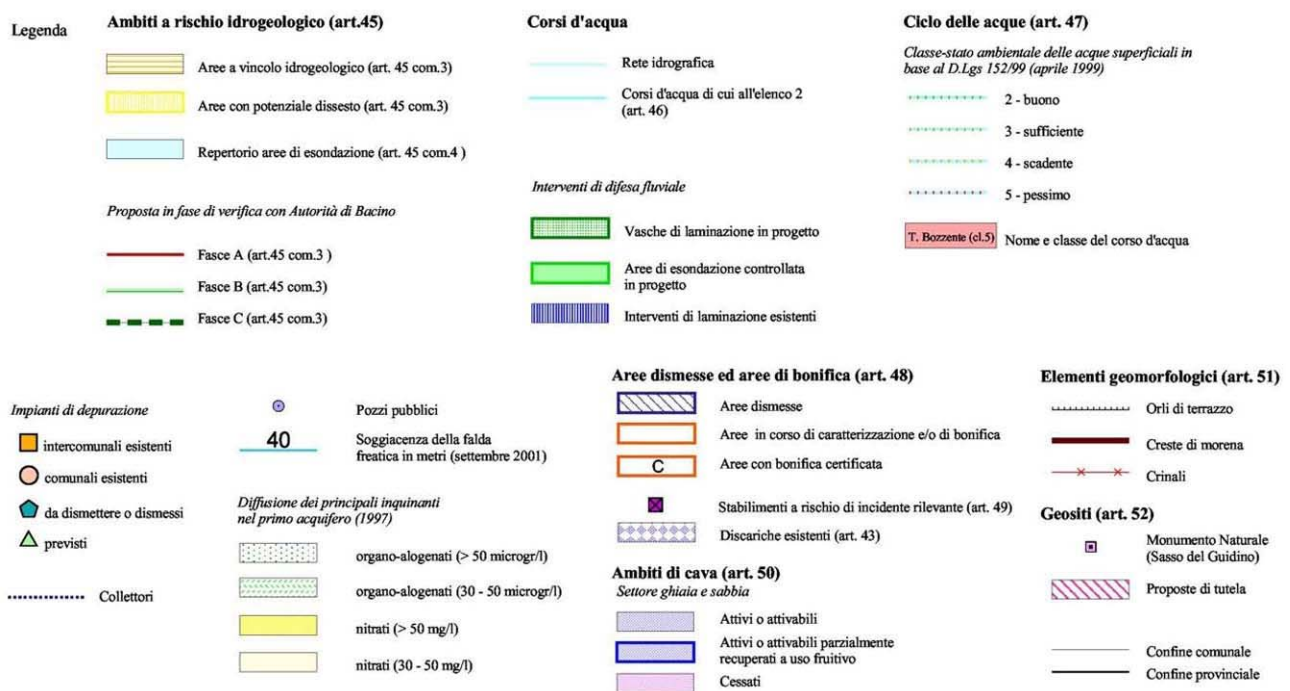 Legenda
Ambiti a rischio idrogeologico (art.45)
Aree a vincolo idrogeologico (art. 45 com.3)
Aree con potenziale dissesto (art. 45 com.3)
Repertorio aree di esondazione (art. 45 com.4 )
Proposta in fase di verifica con Autorità di Bacino
Fasce A (art.45 com.3 )
Fasce B (art.45 com.3)
Fasce C (art.45 com.3)
Corsi d'acqua
Rete idrografica
Corsi d'acqua di cui all'elenco 2
(art. 46)
Interventi di difesa fluviale
Vasche di laminazione in progetto
Aree di esondazione controllata
in progetto
Interventi di laminazione esistenti
Ciclo delle acque (art. 47)
Classe-stato ambientale delle acque superficiali in
base al D.Lgs 152/99 (aprile 1999)
2 - buono
3 - sufficiente
4 - scadente
5 - pessimo
T. Bozzente (cl.5) Nome e classe del corso d'acqua
Impianti di depurazione
intercomunali esistenti
comunali esistenti
da dismettere o dismessi
previsti
Collettori
Pozzi pubblici
40 Soggiacenza della falda
freatica in metri (settembre 2001)
Diffusione dei principali inquinanti
nel primo acquifero (1997)
organo-alogenati (> 50 microgr/l)
organo-alogenati (30 - 50 microgr/l)
nitrati (> 50 mg/l)
nitrati (30 - 50 mg/l)
Aree dismesse ed aree di bonifica (art. 48)
Aree dismesse
Aree in corso di caratterizzazione e/o di bonifica
C Aree con bonifica certificata
Stabilimenti a rischio di incidente rilevante (art. 49)
Discariche esistenti (art. 43)
Ambiti di cava (art. 50)
Settore ghiaia e sabbia
Attivi o attivabili
Attivi o attivabili parzialmente
recuperati a uso fruitivo
Cessati
Elementi geomorfologici (art. 51)
Orli di terrazzo
Creste di morena
Crinali
Geositi (art. 52)
Monumento Naturale
(Sasso del Guidino)
Proposte di tutela
Confine comunale
Confine provinciale